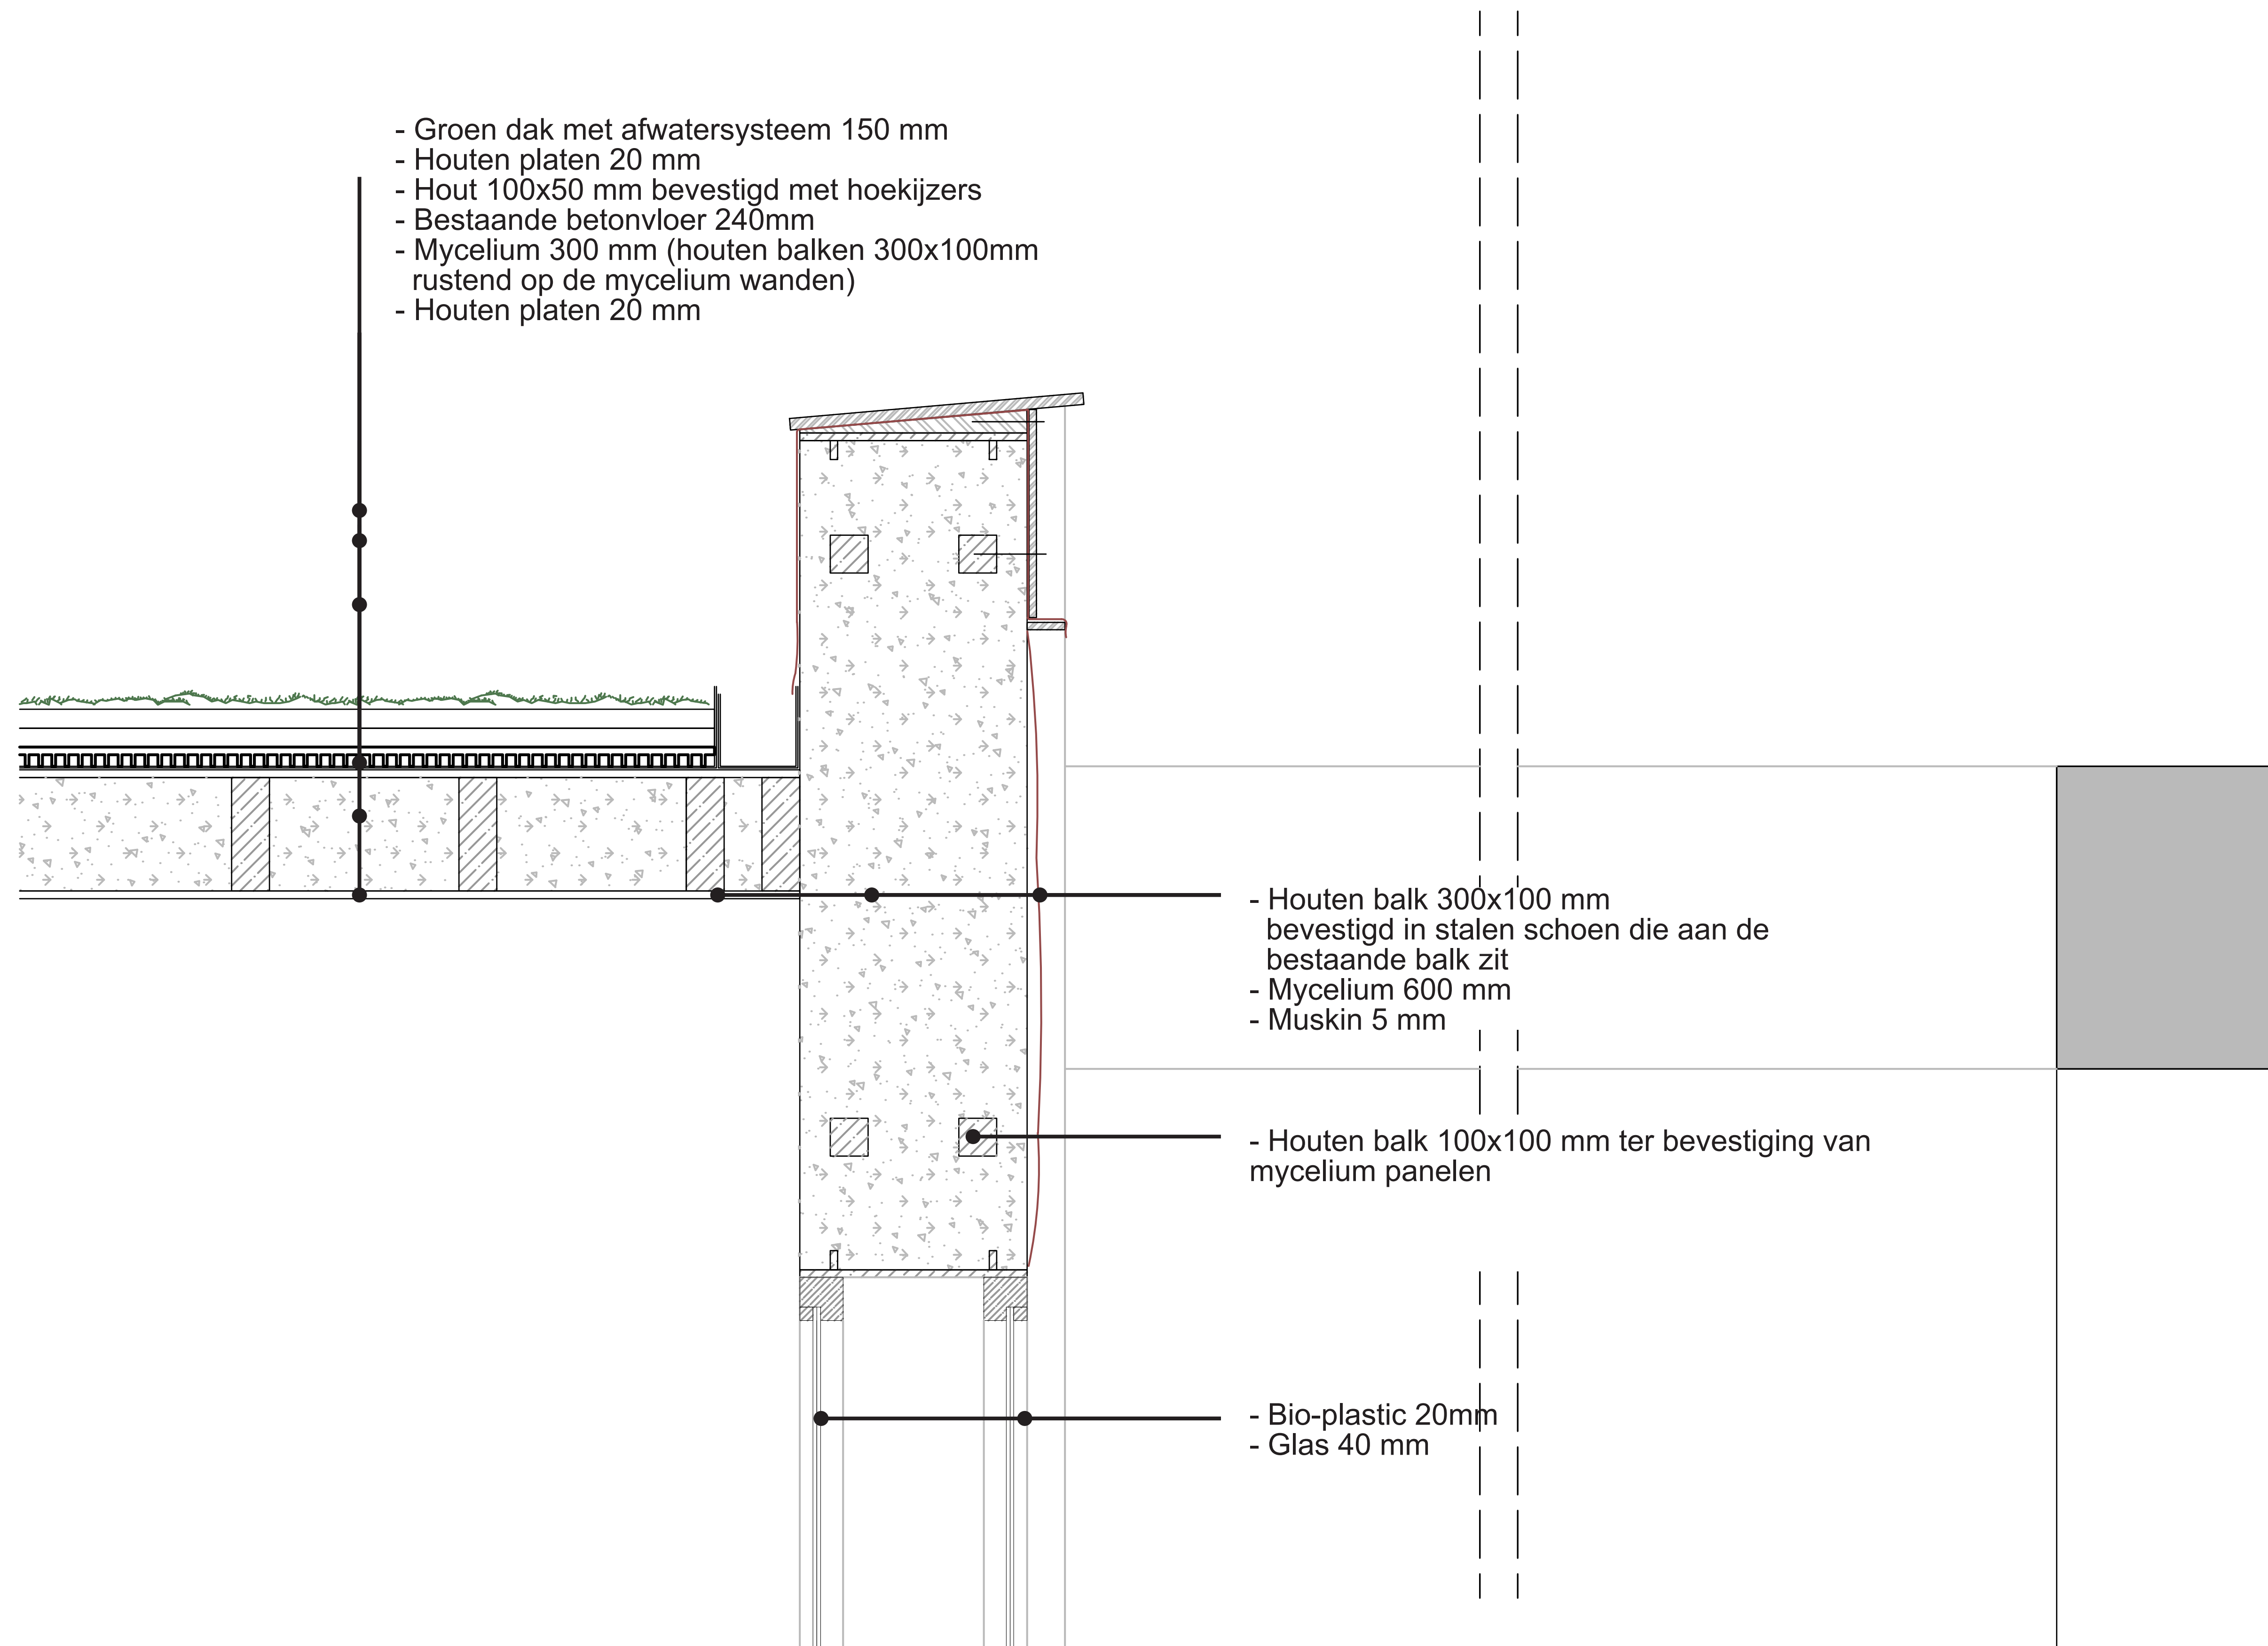 - Groen dak met afwatersysteem 150 mm
- Houten platen 20 mm
- Hout 100x50 mm bevestigd met hoekijzers
- Bestaande betonvloer 240mm
- Mycelium 300 mm (houten balken 300x100mm
rustend op de mycelium wanden)
- Houten platen 20 mm
- Houten balk 300x100 mm
bevestigd in stalen schoen die aan de
bestaande balk zit
- Mycelium 600 mm
- Muskin 5 mm
- Houten balk 100x100 mm ter bevestiging van
mycelium panelen
- Bio-plastic 20mm
- Glas 40 mm